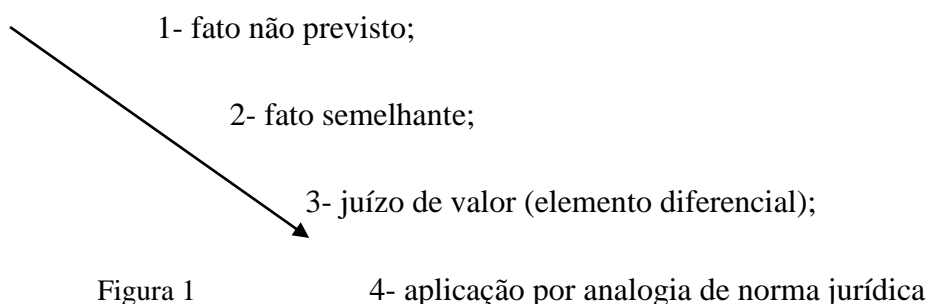 1- fato não previsto;
2- fato semelhante;
3- juízo de valor (elemento diferencial);
Figura 1 4- aplicação por analogia de norma jurídica